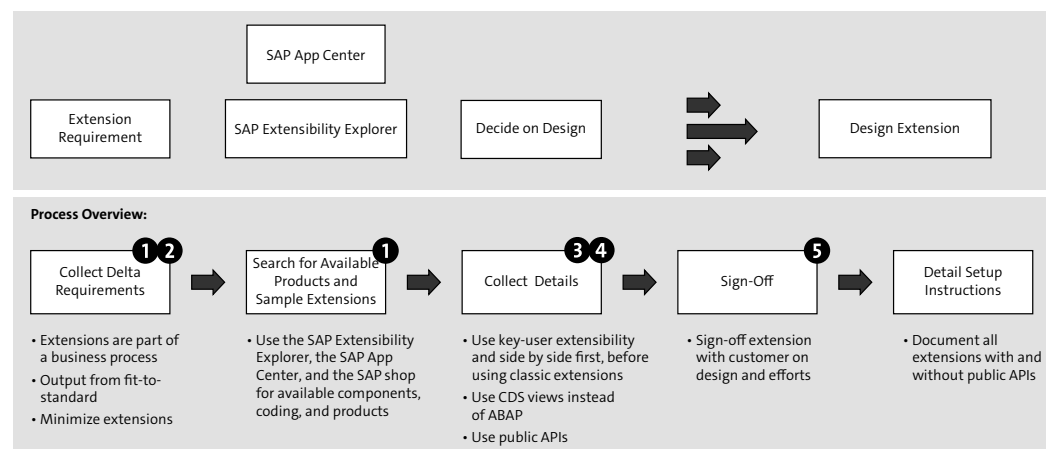 SAP App Center
Extension
Requirement
SAP Extensibility Explorer
Decide on Design
Design Extension
Process Overview:
1 2
Collect Delta
Requirements
1
Search for Available
Products and
Sample Extensions
3 4
Collect Details
5
Sign-Off
Detail Setup
Instructions
• Extensions are part of
a business process
• Output from fit-to-
standard
• Minimize extensions
• Use the SAP Extensibility
Explorer, the SAP App
Center, and the SAP shop
for available components,
coding, and products
• Use key-user extensibility
and side by side first, before
using classic extensions
• Use CDS views instead
of ABAP
• Use public APIs
• Sign-off extension
with customer on
design and efforts
• Document all
extensions with and
without public APIs